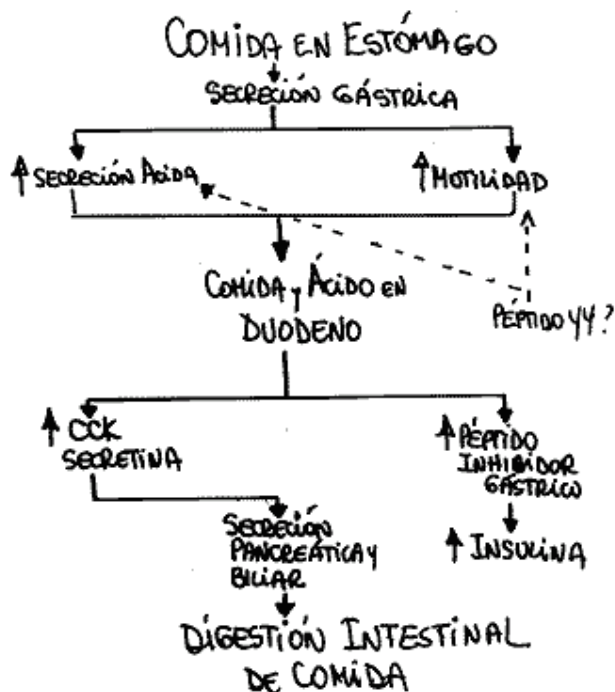 COMIDA EN ESTÓMAGO
SECRECIÓN GÁSTRICA
↑ SECRECIÓN ACIDA
↑ MOTILIDAD
COMIDA y ÁCIDO EN
DUODENO
PÉPTIDO YY?
↑ CCK
SECRETINA
↑ PÉPTIDO
INHIBIDOR
GÁSTRICO
SECRECIÓN
PANCREÁTICA Y
BILIAR
↑ INSULINA
DIGESTIÓN INTESTINAL
DE COMIDA